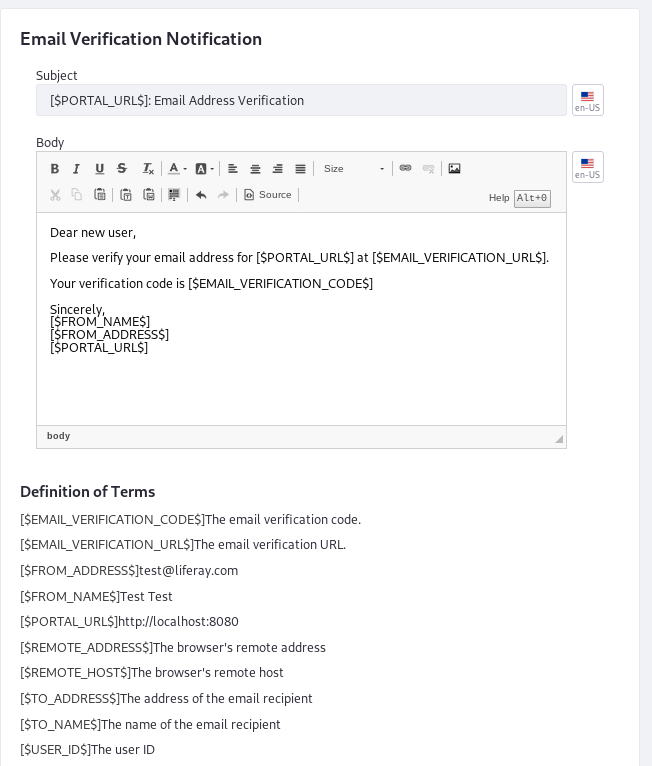 Email Verification Notification
Subject
[$PORTAL_URL$]: Email Address Verification
en-US
Body
B I U S Ix A A Size
en-US
Source Help Alt+0
Dear new user,
Please verify your email address for [$PORTAL_URL$] at [$EMAIL_VERIFICATION_URL$].
Your verification code is [$EMAIL_VERIFICATION_CODE$]
Sincerely,
[$FROM_NAME$]
[$FROM_ADDRESS$]
[$PORTAL_URL$]
body
Definition of Terms
[$EMAIL_VERIFICATION_CODE$]The email verification code.
[$EMAIL_VERIFICATION_URL$]The email verification URL.
[$FROM_ADDRESS$]test@liferay.com
[$FROM_NAME$]Test Test
[$PORTAL_URL$]http://localhost:8080
[$REMOTE_ADDRESS$]The browser's remote address
[$REMOTE_HOST$]The browser's remote host
[$TO_ADDRESS$]The address of the email recipient
[$TO_NAME$]The name of the email recipient
[$USER_ID$]The user ID